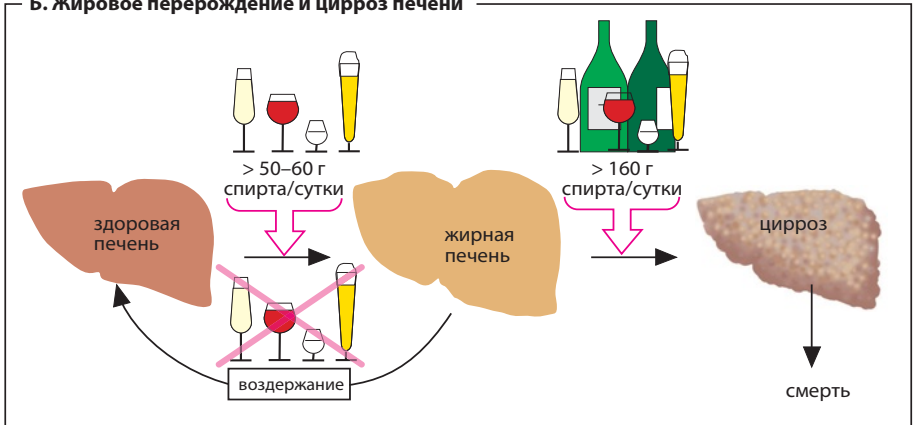 Б. Жировое перерождение и цирроз печени
> 50–60 г
спирта/сутки
> 160 г
спирта/сутки
здоровая
печень
жирная
печень
цирроз
воздержание
смерть